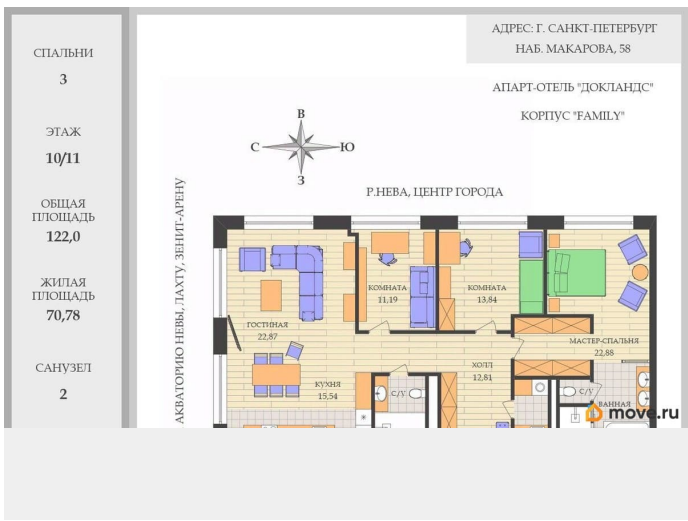 СПАЛЬНИ
3
ЭТАЖ
10/11
ОБЩАЯ
ПЛОЩАДЬ
122,0
ЖИЛАЯ
ПЛОЩАДЬ
70,78
САНУЗЕЛ
2
АДРЕС: Г. САНКТ-ПЕТЕРБУРГ
НАБ. МАКАРОВА, 58
АПАРТ-ОТЕЛЬ "ДОКЛАНДС"
КОРПУС "FAMILY"
В
С
Ю
З
Р.НЕВА, ЦЕНТР ГОРОДА
АКВАТОРИЮ НЕВЫ, ЛАХТУ, ЗЕНИТ-АРЕНУ
КОМНАТА
11,19
КОМНАТА
13,84
ГОСТИНАЯ
22,87
МАСТЕР-СПАЛЬНЯ
22,88
ХОЛЛ
12,81
КУХНЯ
15,54
С/У
С/У
ВАННАЯ
move.ru